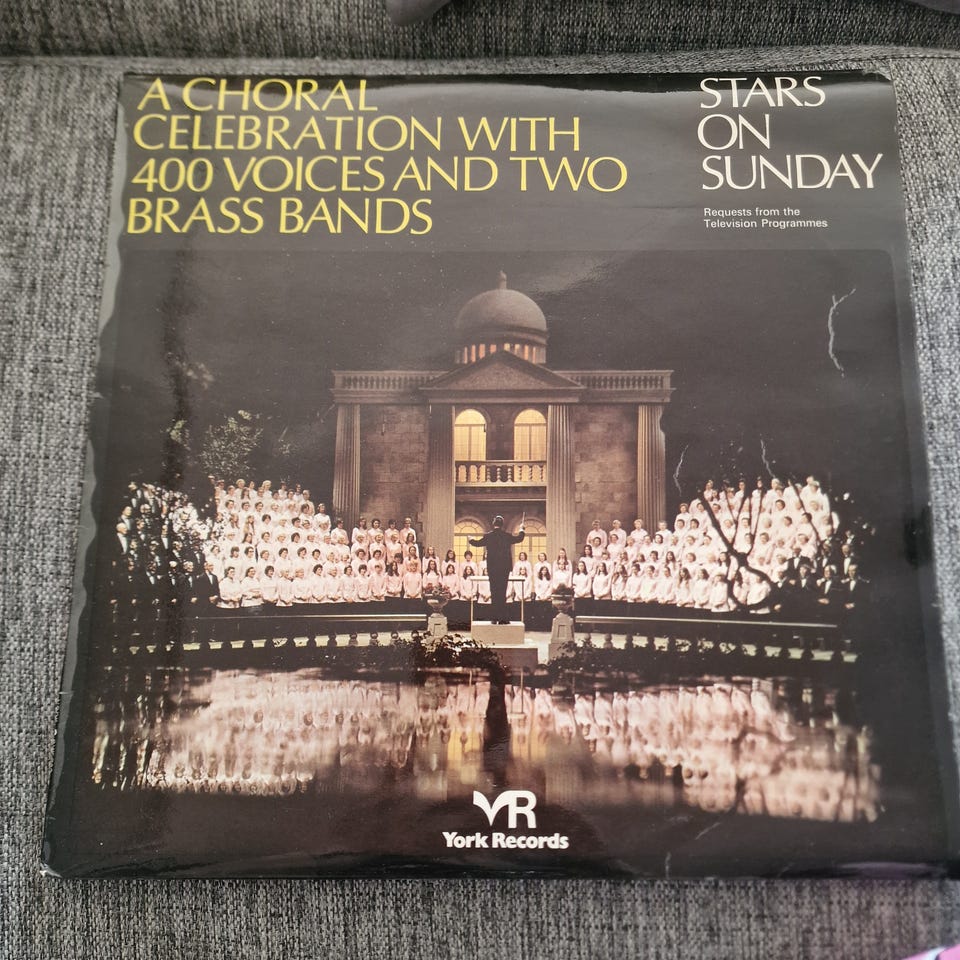 A CHORAL
CELEBRATION WITH
400 VOICES AND TWO
BRASS BANDS
STARS
ON
SUNDAY
Requests from the
Television Programmes
YR
York Records